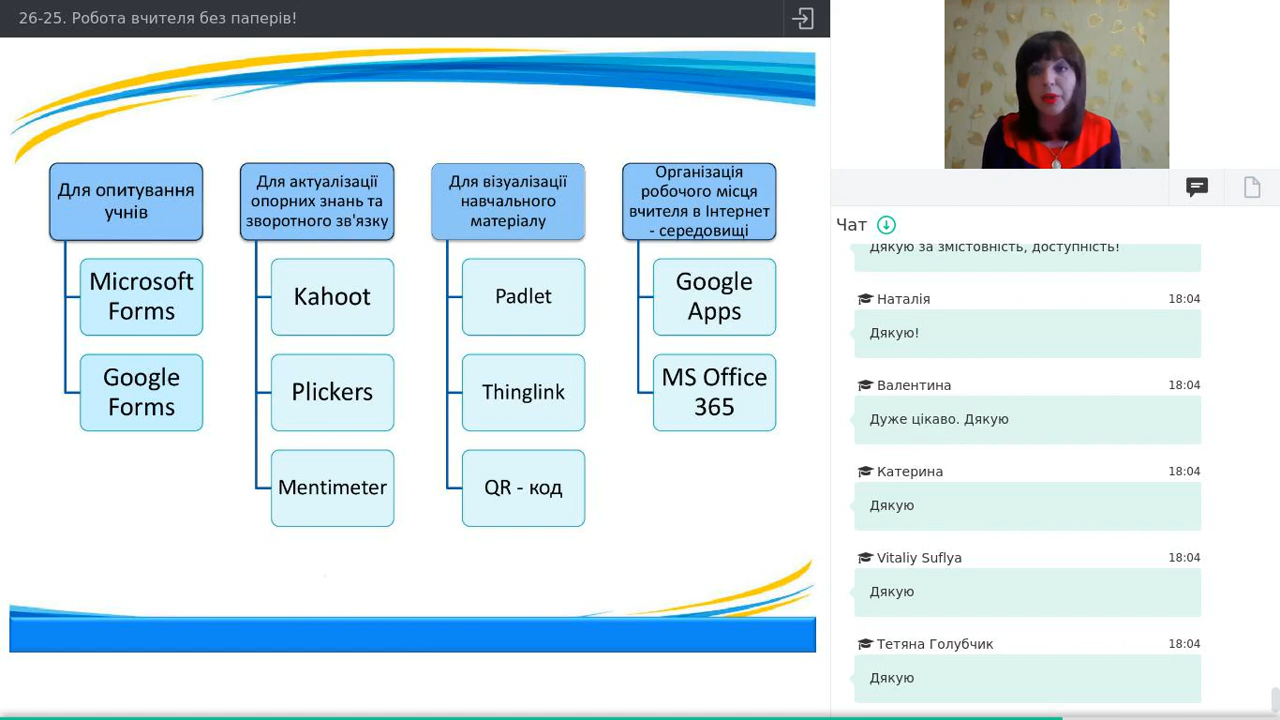 26-25. Робота вчителя без паперів!
Для опитування
учнів
Microsoft
Forms
Google
Forms
Для актуалізації
опорних знань та
зворотного зв'язку
Kahoot
Plickers
Mentimeter
Для візуалізації
навчального
матеріалу
Padlet
Thinglink
QR - код
Організація
робочого місця
вчителя в Інтернет
- середовищі
Google
Apps
MS Office
365
Чат
Дякую за змістовність, доступність!
Наталія 18:04
Дякую!
Валентина 18:04
Дуже цікаво. Дякую
Катерина 18:04
Дякую
Vitaliy Suflya 18:04
Дякую
Тетяна Голубчик 18:04
Дякую